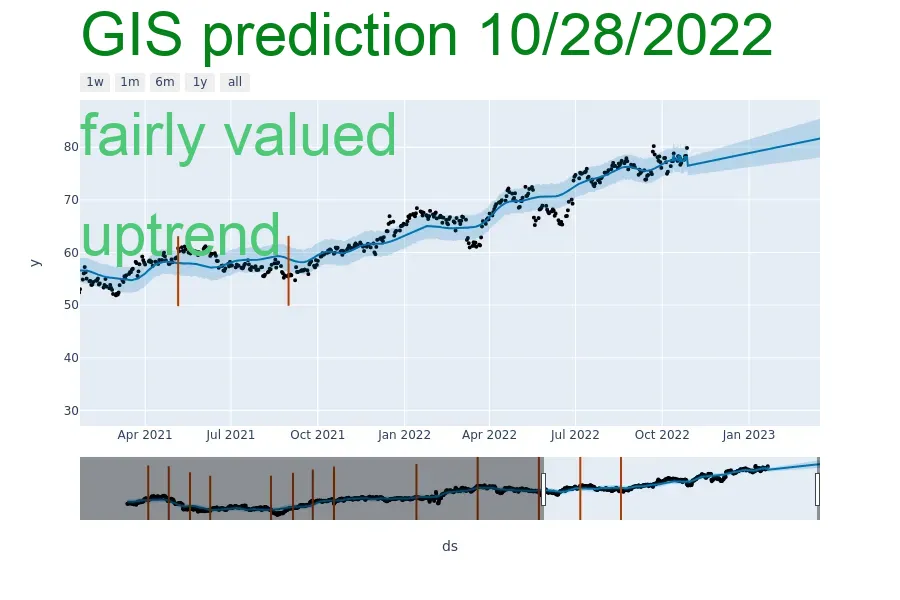 GIS prediction 10/28/2022
1w 1m 6m 1y all
fairly valued
80
70
uptrend
60
y
50
40
30
Apr 2021 Jul 2021 Oct 2021 Jan 2022 Apr 2022 Jul 2022 Oct 2022 Jan 2023
ds